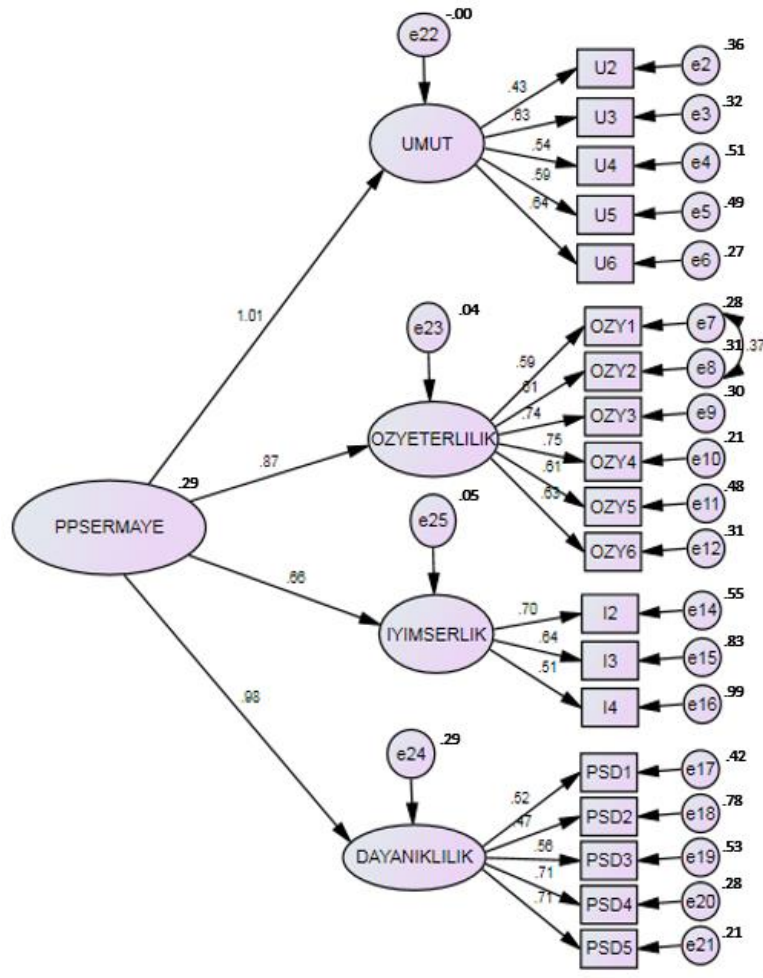 -.00
e22
UMUT
.43
.63
.54
.59
.64
U2
e2
.36
U3
e3
.32
U4
e4
.51
U5
e5
.49
U6
e6
.27
1.01
.04
e23
OZYETERLILIK
.87
.59
.61
.74
.75
.61
.63
OZY1
e7
.28
OZY2
e8
.31
.37
OZY3
e9
.30
OZY4
e10
.21
OZY5
e11
.48
OZY6
e12
.31
.29
PPSERMAYE
.05
e25
IYIMSERLIK
.66
.70
.64
.51
I2
e14
.55
I3
e15
.83
I4
e16
.99
.98
.29
e24
DAYANIKLILIK
.52
.47
.56
.71
.71
PSD1
e17
.42
PSD2
e18
.78
PSD3
e19
.53
PSD4
e20
.28
PSD5
e21
.21